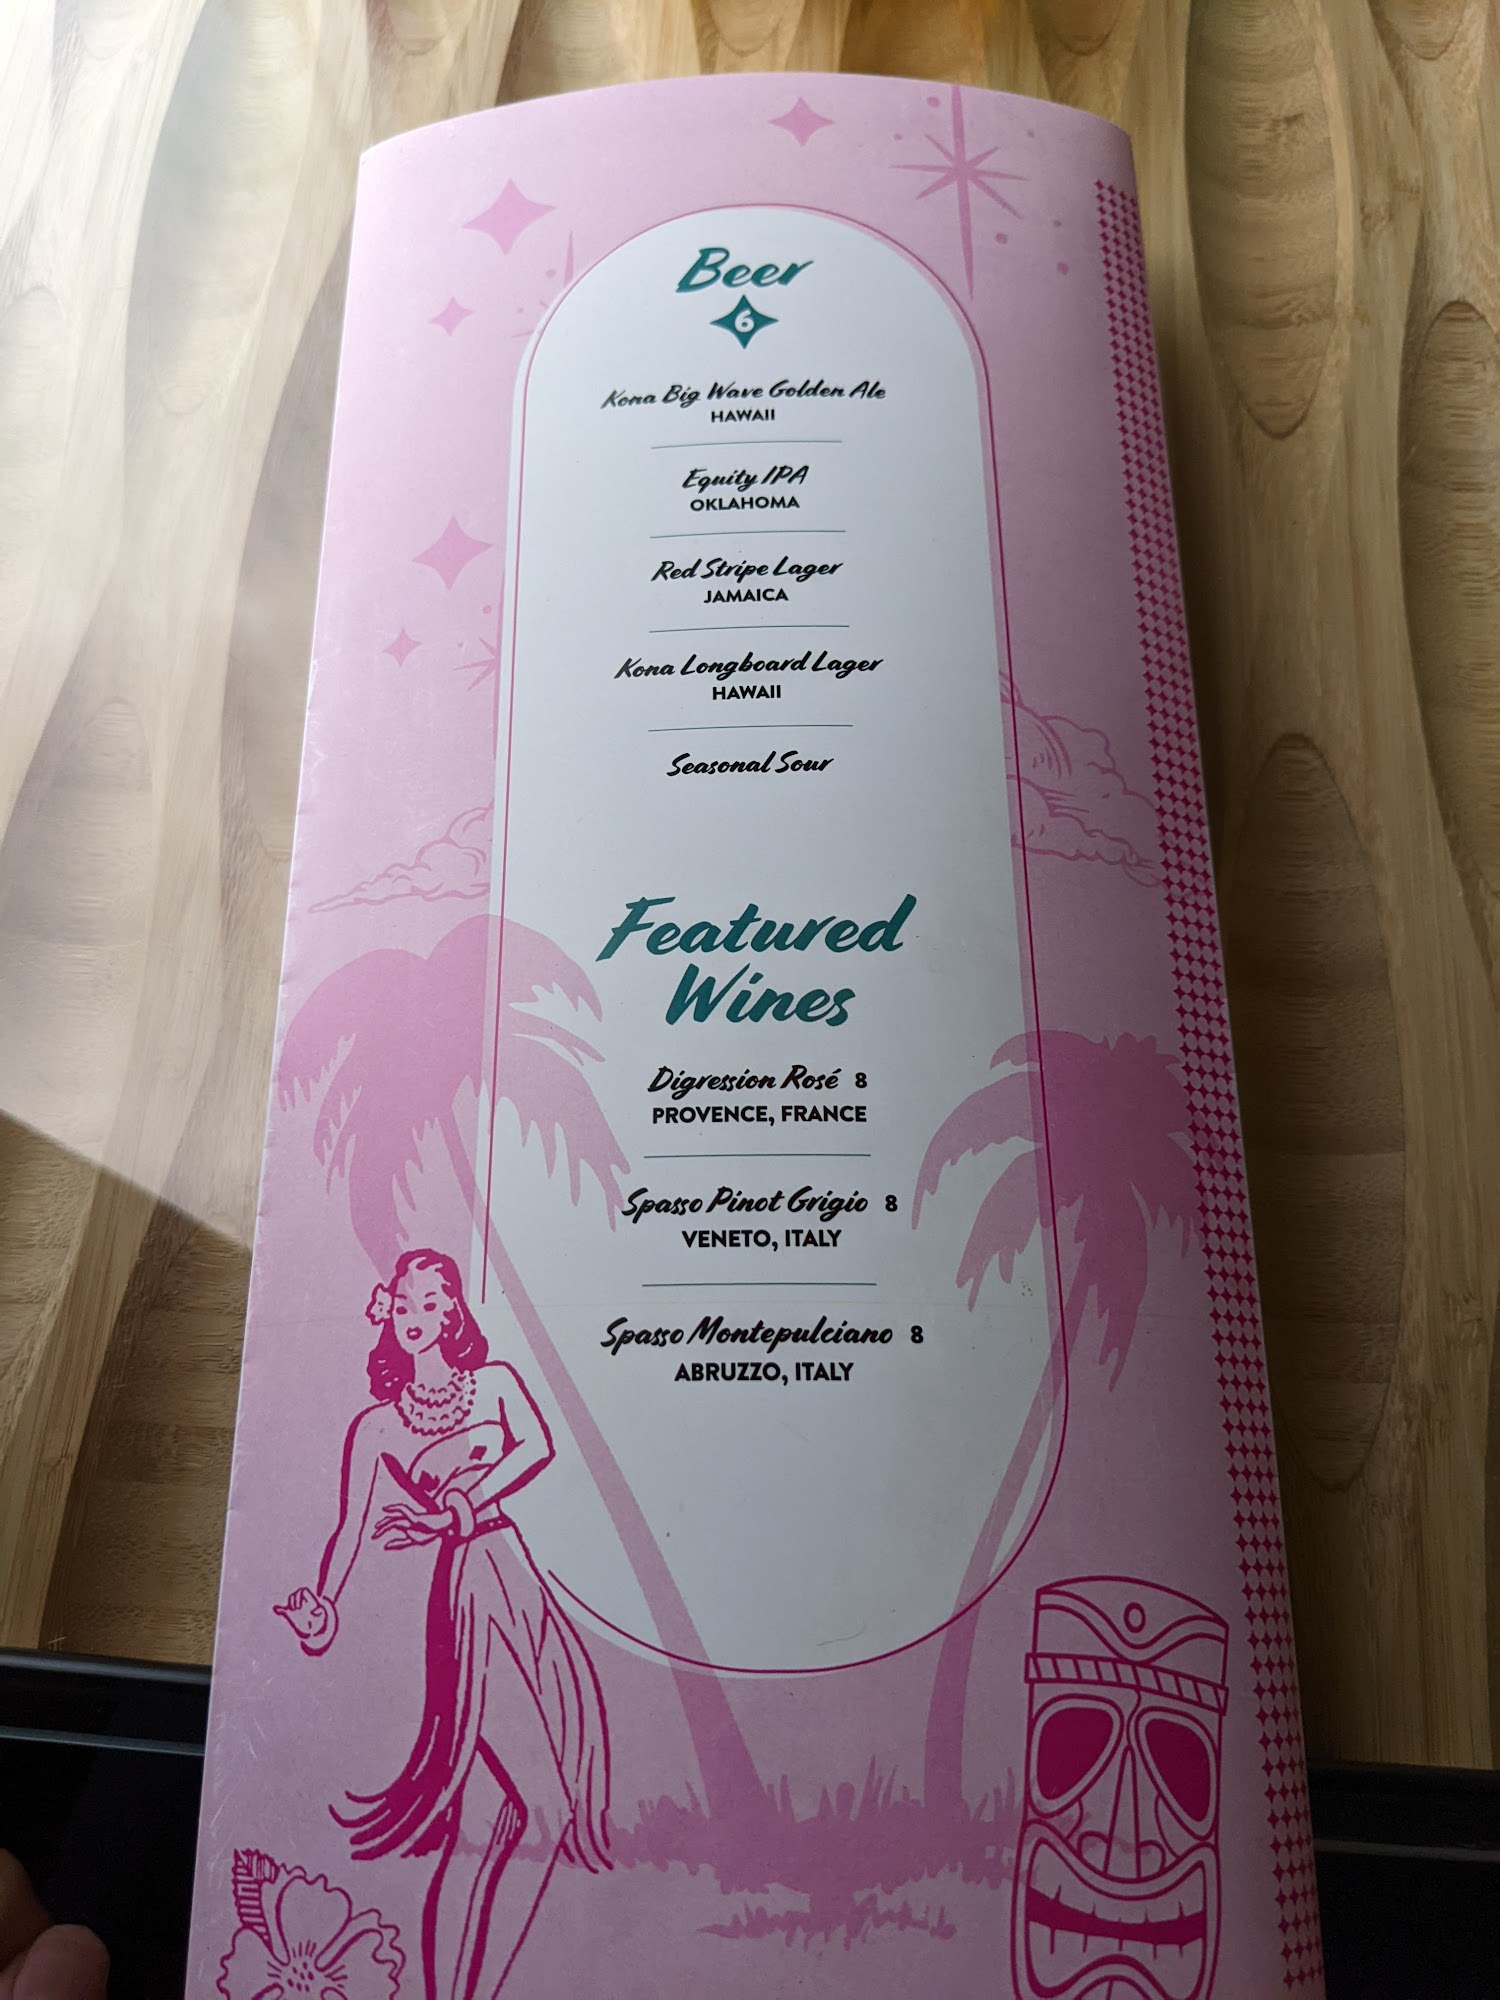 Beer
6
Kona Big Wave Golden Ale
HAWAII
Equity IPA
OKLAHOMA
Red Stripe Lager
JAMAICA
Kona Longboard Lager
HAWAII
Seasonal Sour
Featured
Wines
Digression Rosé 8
PROVENCE, FRANCE
Spasso Pinot Grigio 8
VENETO, ITALY
Spasso Montepulciano 8
ABRUZZO, ITALY